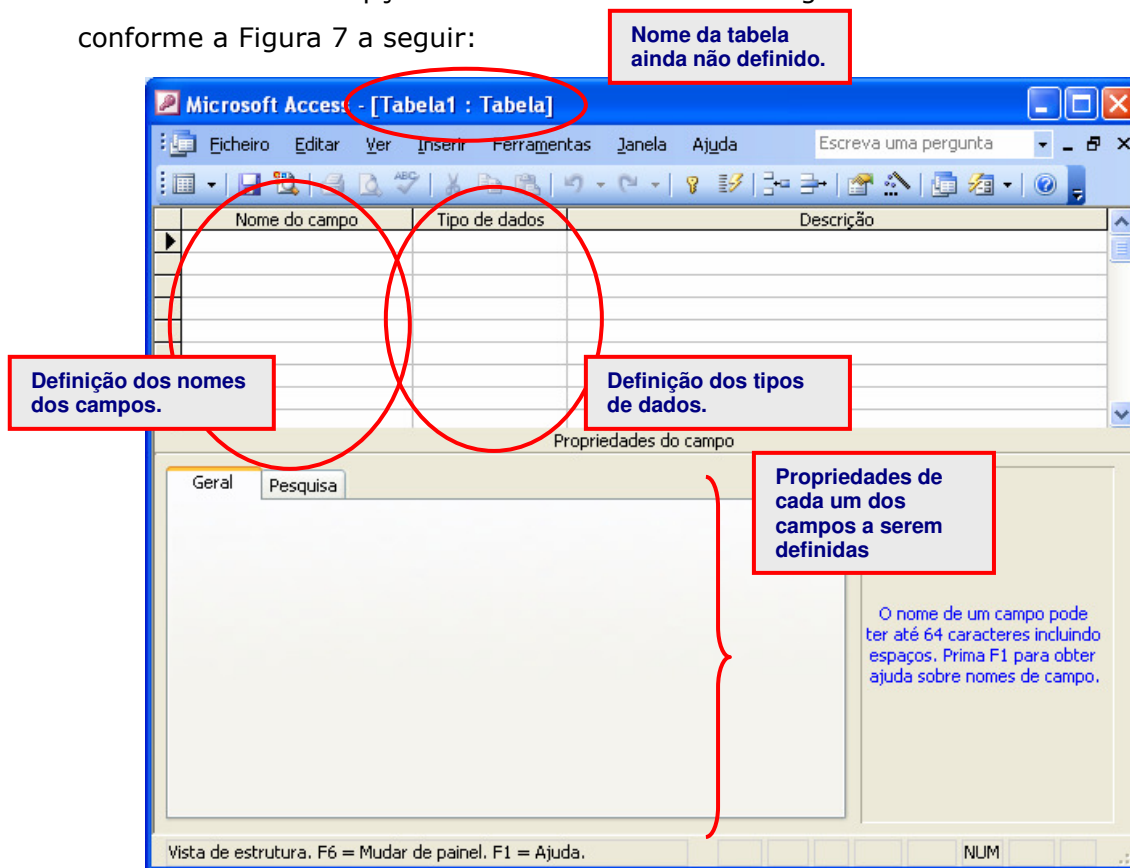 conforme a Figura 7 a seguir:
Nome da tabela
ainda não definido.
Microsoft Access - [Tabela1 : Tabela]
Ficheiro Editar Ver Inserir Ferramentas Janela Ajuda Escreva uma pergunta
Nome do campo Tipo de dados Descrição
Definição dos nomes
dos campos.
Definição dos tipos
de dados.
Propriedades do campo
Geral Pesquisa
Propriedades de
cada um dos
campos a serem
definidas
O nome de um campo pode
ter até 64 caracteres incluindo
espaços. Prima F1 para obter
ajuda sobre nomes de campo.
Vista de estrutura. F6 = Mudar de painel. F1 = Ajuda. NUM